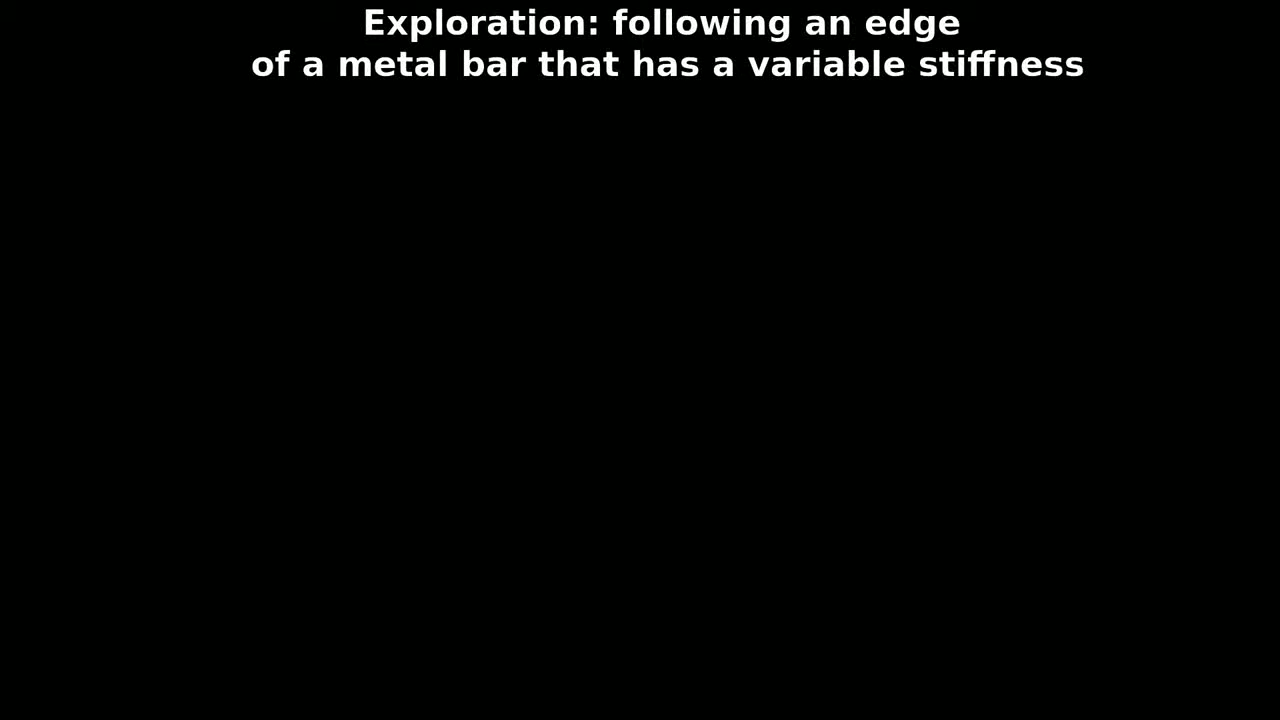 Exploration: following an edge
of a metal bar that has a variable stiffness